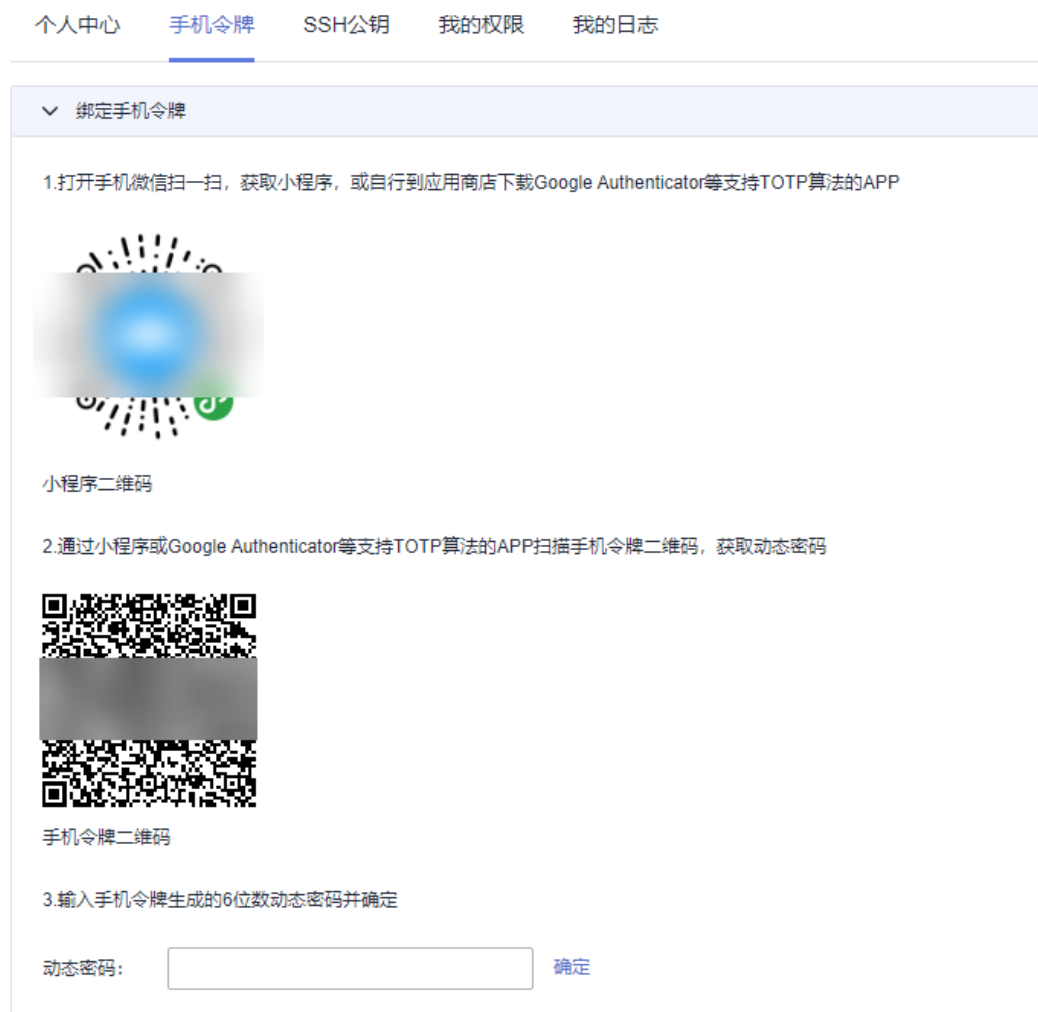 个人中心 手机令牌 SSH公钥 我的权限 我的日志
绑定手机令牌
1.打开手机微信扫一扫，获取小程序，或自行到应用商店下载Google Authenticator等支持TOTP算法的APP
小程序二维码
2.通过小程序或Google Authenticator等支持TOTP算法的APP扫描手机令牌二维码，获取动态密码
手机令牌二维码
3.输入手机令牌生成的6位数动态密码并确定
动态密码： 确定